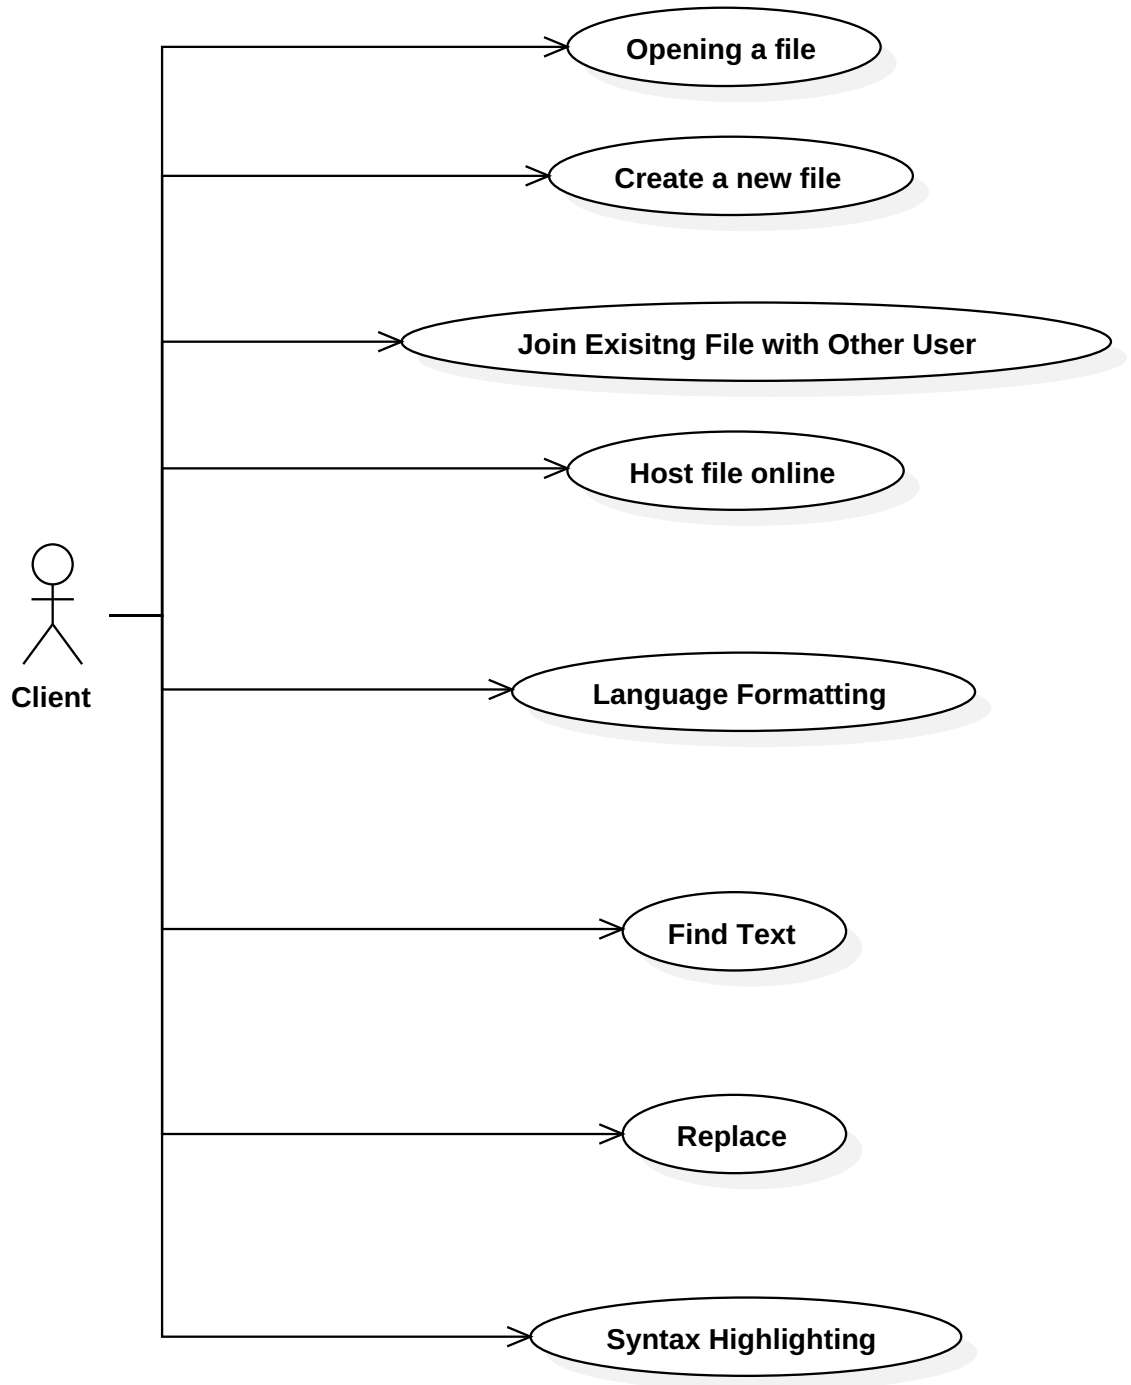 Opening a file
Create a new file
Join Exisitng File with Other User
Host file online
Client
Language Formatting
Find Text
Replace
Syntax Highlighting